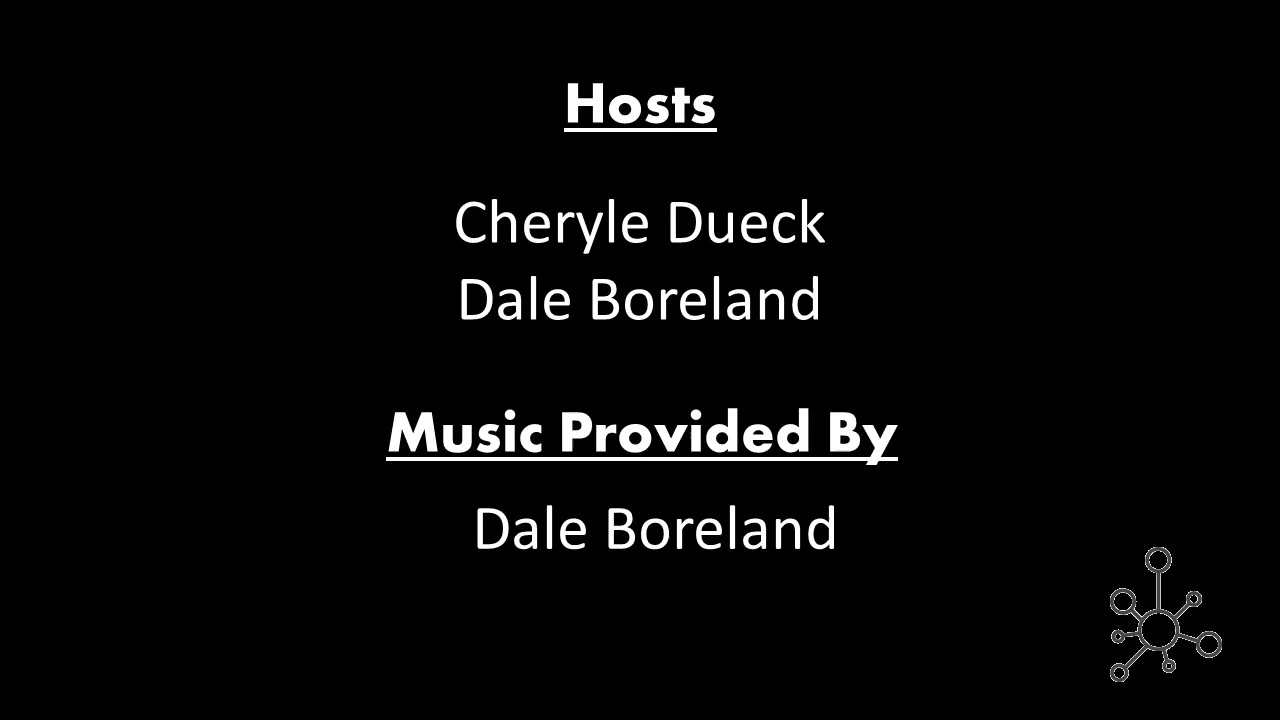 Hosts
Cheryle Dueck
Dale Boreland
Music Provided By
Dale Boreland